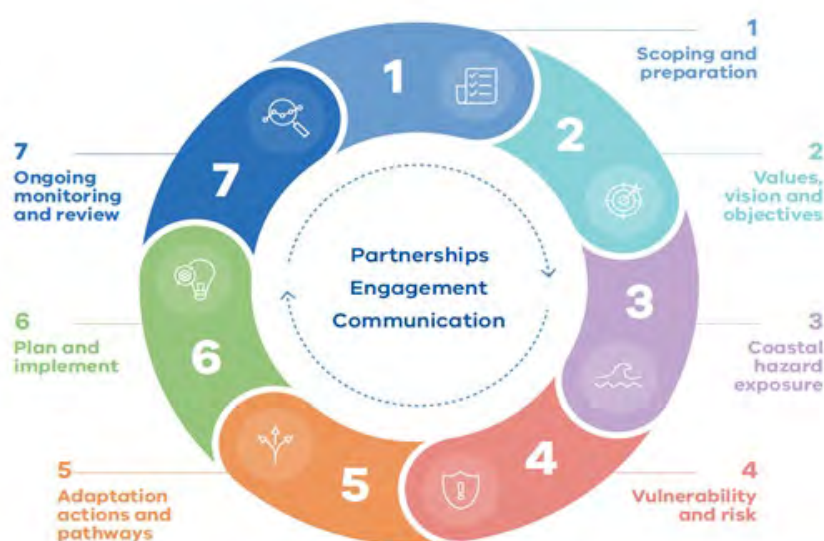 1
Scoping and
preparation
2
Values,
vision and
objectives
3
Coastal
hazard
exposure
4
Vulnerability
and risk
5
Adaptation
actions and
pathways
6
Plan and
implement
7
Ongoing
monitoring
and review
1
2
3
4
5
6
7
Partnerships
Engagement
Communication